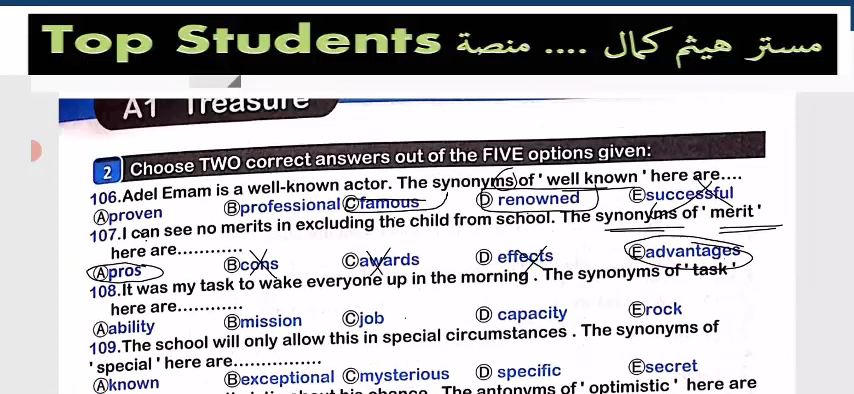 Top Students مستر هيثم كمال .... منصة
A1 Treasure
2 Choose TWO correct answers out of the FIVE options given:
106.Adel Emam is a well-known actor. The synonyms of ' well known ' here are....
Ⓐproven Ⓑprofessional Ⓒfamous Ⓓ renowned Ⓔsuccessful
107.I can see no merits in excluding the child from school. The synonyms of ' merit '
here are............
Ⓐpros Ⓑcons Ⓒawards Ⓓ effects Ⓔadvantages
108.It was my task to wake everyone up in the morning . The synonyms of ' task '
here are............
Ⓐability Ⓑmission Ⓒjob Ⓓ capacity Ⓔrock
109.The school will only allow this in special circumstances . The synonyms of
' special ' here are...............
Ⓐknown Ⓑexceptional Ⓒmysterious Ⓓ specific Ⓔsecret
about his chance. The antonyms of ' optimistic ' here are